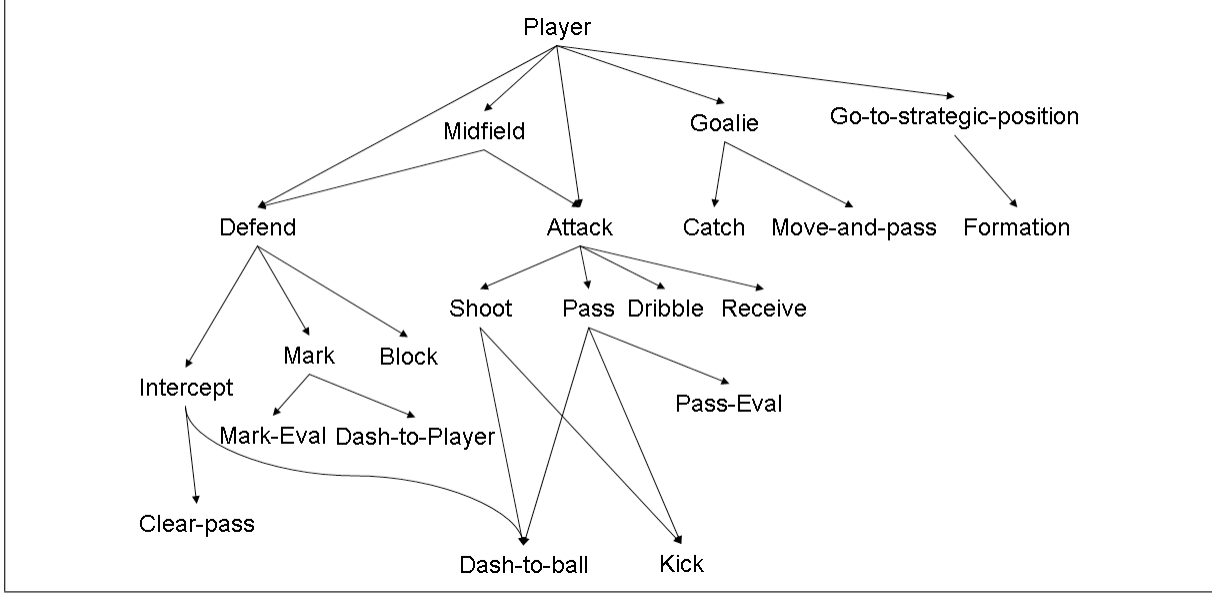 Player
Midfield
Goalie
Go-to-strategic-position
Defend
Attack
Catch
Move-and-pass
Formation
Shoot
Pass
Dribble
Receive
Mark
Block
Intercept
Pass-Eval
Mark-Eval
Dash-to-Player
Clear-pass
Dash-to-ball
Kick